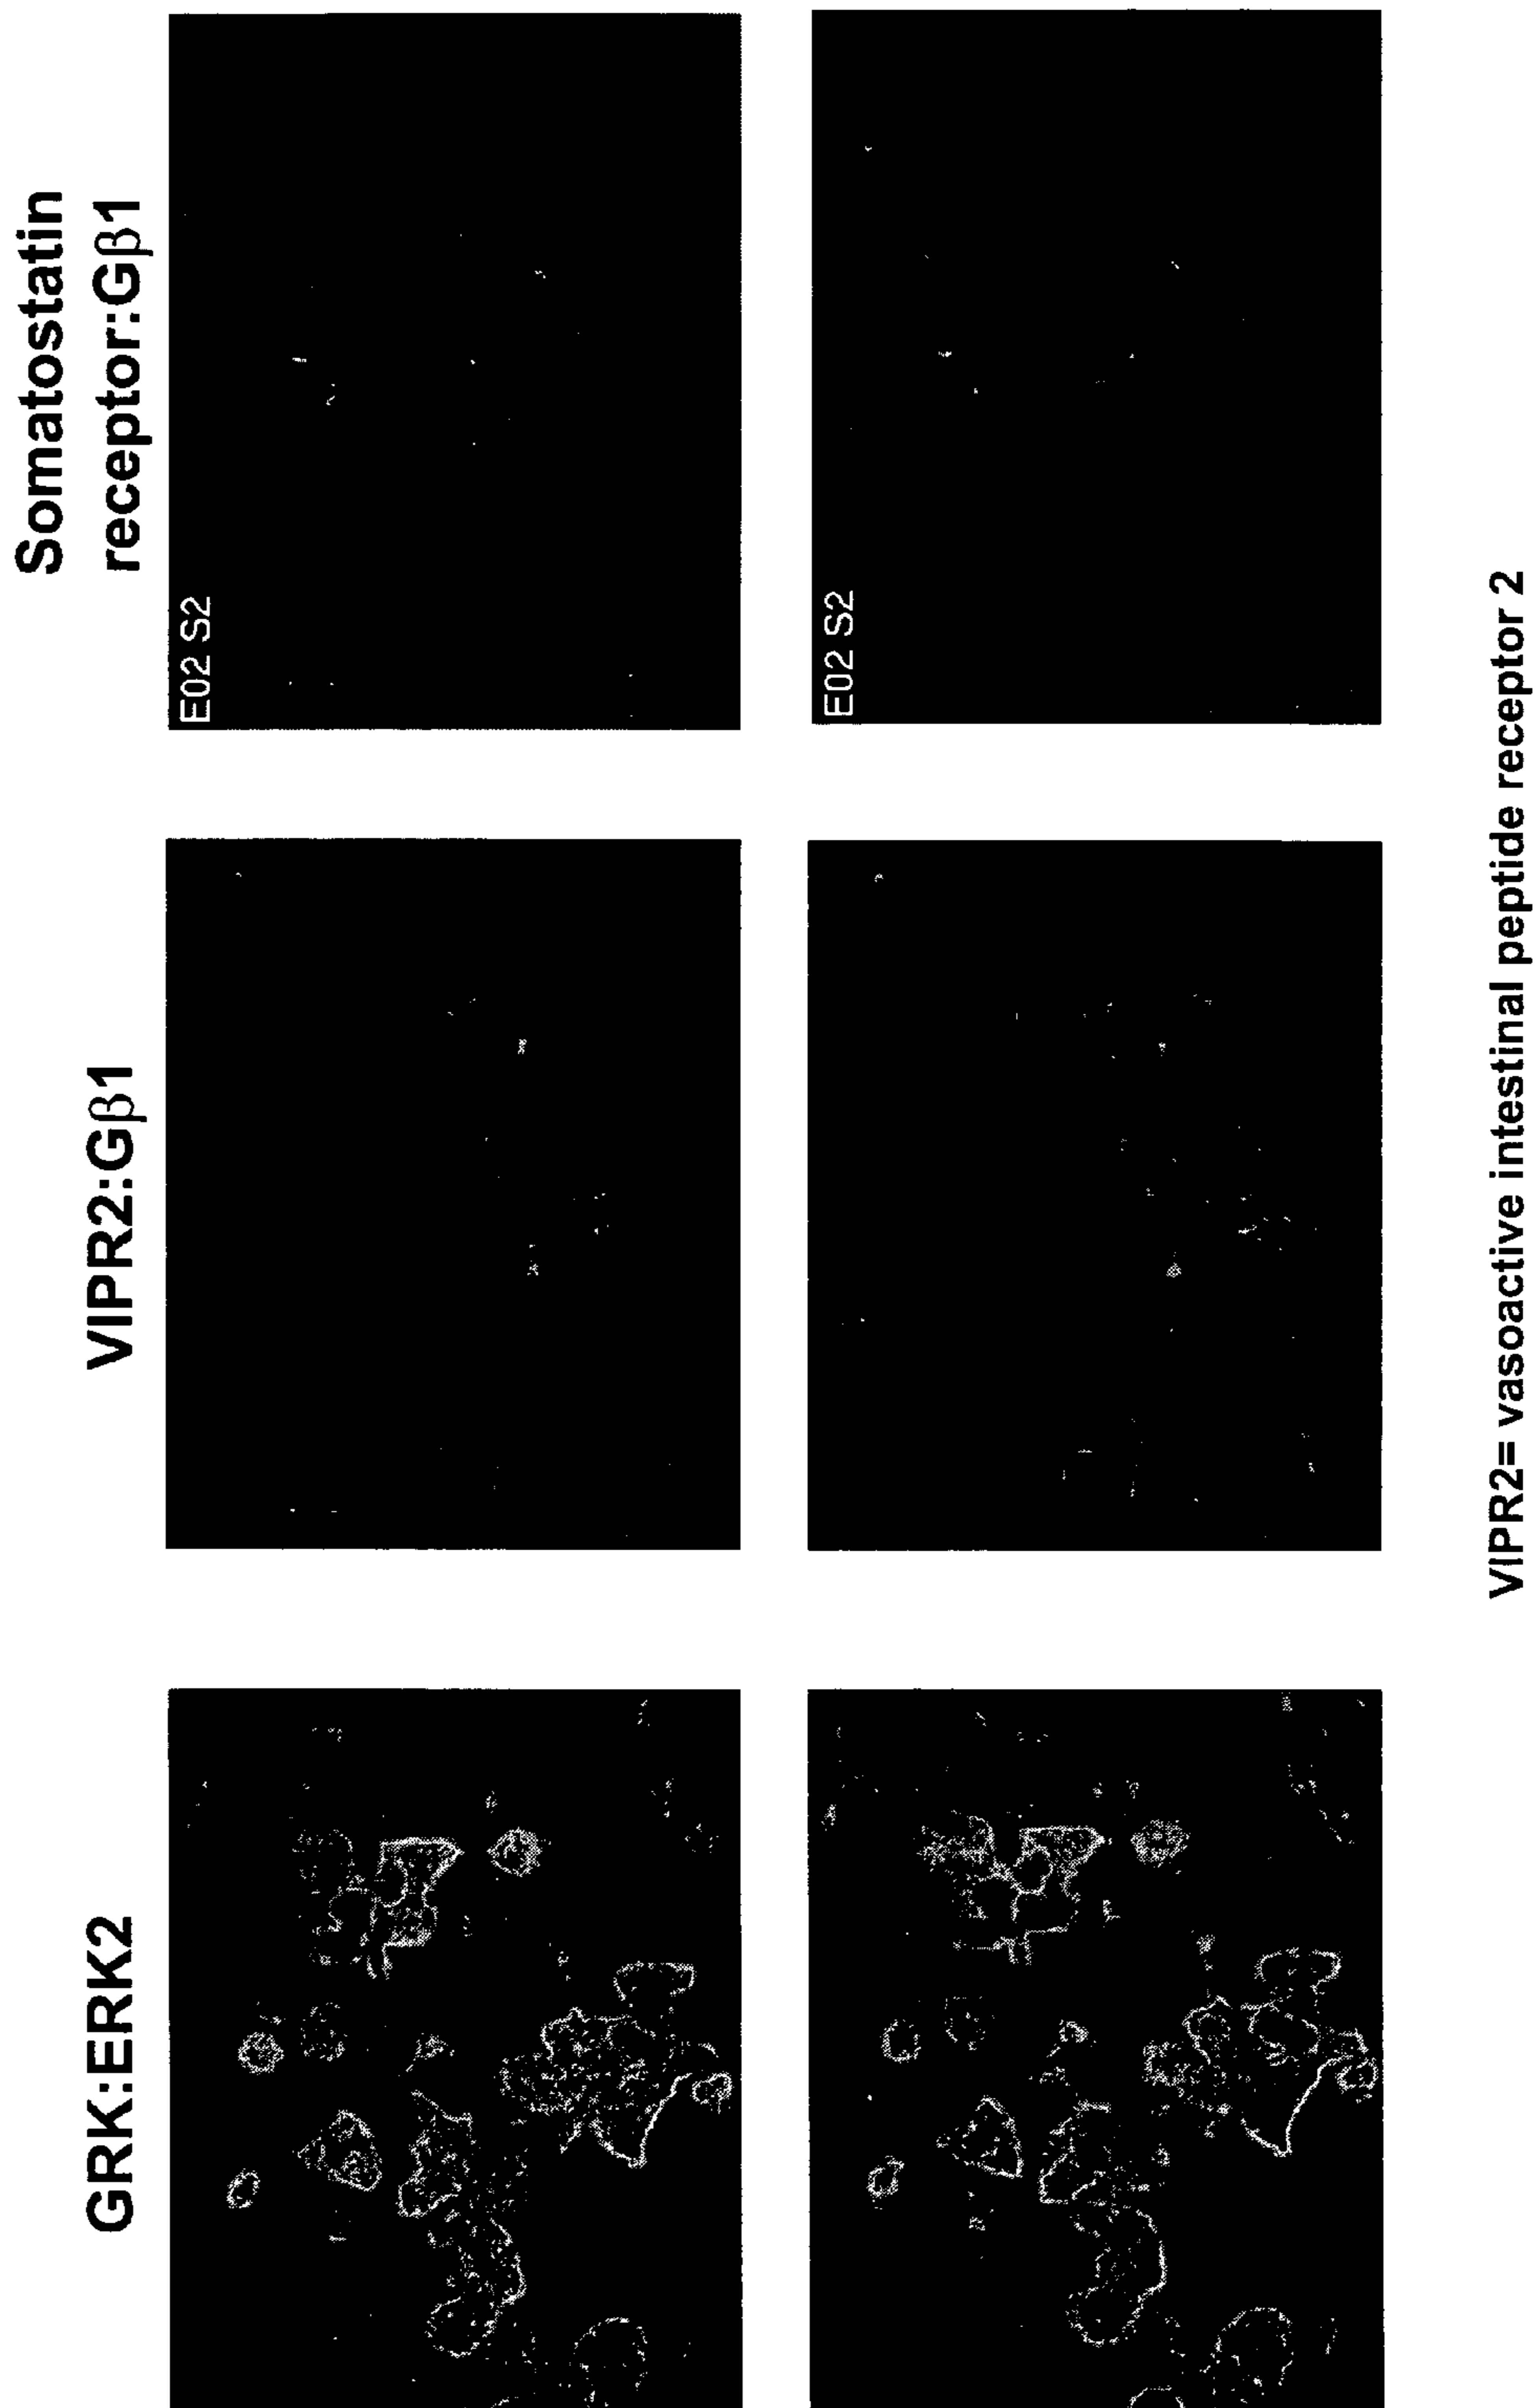 GRK:ERK2
VIPR2:Gβ1
Somatostatin
receptor:Gβ1
E02 S2
E02 S2
VIPR2= vasoactive intestinal peptide receptor 2